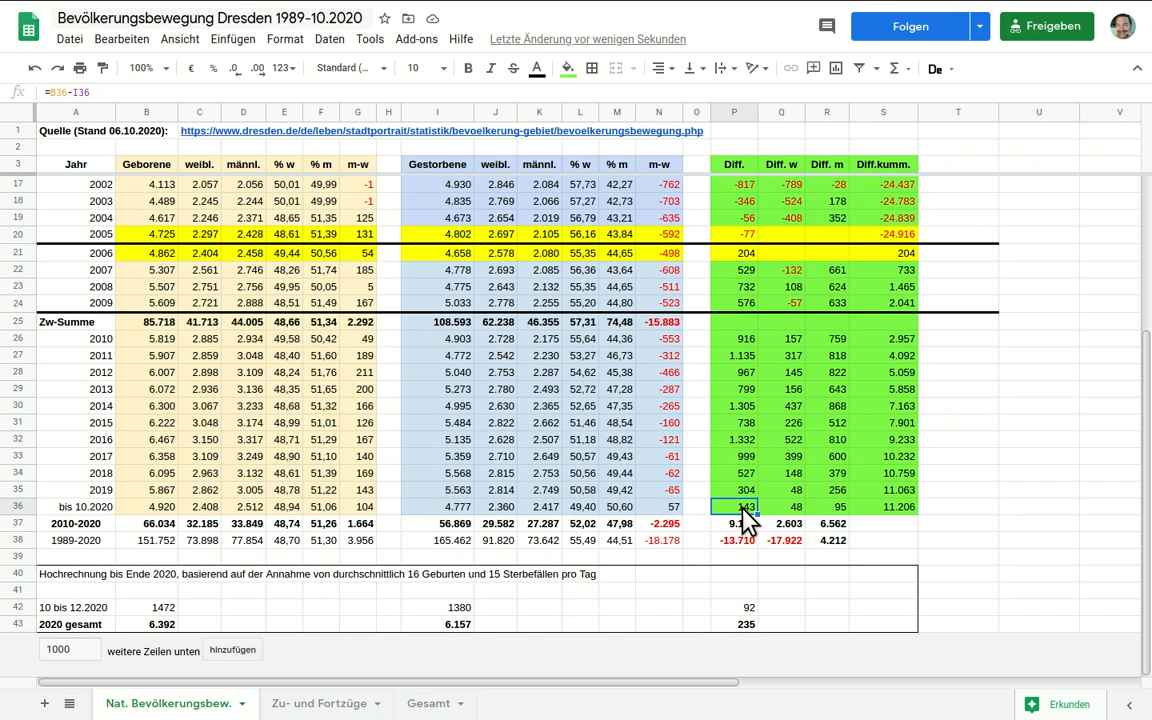 Bevölkerungsbewegung Dresden 1989-10.2020
Datei Bearbeiten Ansicht Einfügen Format Daten Tools Add-ons Hilfe Letzte Änderung vor wenigen Sekunden
Folgen
Freigeben
100% € % .0 .00 123 Standard (... 10 B I S A De
fx =B36-I36
A B C D E F G H I J K L M N O P Q R S T U V
1 Quelle (Stand 06.10.2020): https://www.dresden.de/de/leben/stadtportrait/statistik/bevoelkerung-gebiet/bevoelkerungsbewegung.php
2
3 Jahr Geborene weibl. männl. % w % m m-w Gestorbene weibl. männl. % w % m m-w Diff. Diff. w Diff. m Diff.kumm.
17 2002 4.113 2.057 2.056 50,01 49,99 -1 4.930 2.846 2.084 57,73 42,27 -762 -817 -789 -28 -24.437
18 2003 4.489 2.245 2.244 50,01 49,99 -1 4.835 2.769 2.066 57,27 42,73 -703 -346 -524 178 -24.783
19 2004 4.617 2.246 2.371 48,65 51,35 125 4.673 2.654 2.019 56,79 43,21 -635 -56 -408 352 -24.839
20 2005 4.725 2.297 2.428 48,61 51,39 131 4.802 2.697 2.105 56,16 43,84 -592 -77 -24.916
21 2006 4.862 2.404 2.458 49,44 50,56 54 4.658 2.578 2.080 55,35 44,65 -498 204 204
22 2007 5.307 2.561 2.746 48,26 51,74 185 4.778 2.693 2.085 56,36 43,64 -608 529 -132 661 733
23 2008 5.507 2.751 2.756 49,95 50,05 5 4.775 2.643 2.132 55,35 44,65 -511 732 108 624 1.465
24 2009 5.609 2.721 2.888 48,51 51,49 167 5.033 2.778 2.255 55,20 44,80 -523 576 -57 633 2.041
25 Zw-Summe 85.718 41.713 44.005 48,66 51,34 2.292 108.593 62.238 46.355 57,31 74,48 -15.883
26 2010 5.819 2.885 2.934 49,58 50,42 49 4.903 2.728 2.175 55,64 44,36 -553 916 157 759 2.957
27 2011 5.907 2.859 3.048 48,40 51,60 189 4.772 2.542 2.230 53,27 46,73 -312 1.135 317 818 4.092
28 2012 6.007 2.898 3.109 48,24 51,76 211 5.040 2.753 2.287 54,62 45,38 -466 967 145 822 5.059
29 2013 6.072 2.936 3.136 48,35 51,65 200 5.273 2.780 2.493 52,72 47,28 -287 799 156 643 5.858
30 2014 6.300 3.067 3.233 48,68 51,32 166 4.995 2.630 2.365 52,65 47,35 -265 1.305 437 868 7.163
31 2015 6.222 3.048 3.174 48,99 51,01 126 5.484 2.822 2.662 51,46 48,54 -160 738 226 512 7.901
32 2016 6.467 3.150 3.317 48,71 51,29 167 5.135 2.628 2.507 51,18 48,82 -121 1.332 522 810 9.233
33 2017 6.358 3.109 3.249 48,90 51,10 140 5.359 2.710 2.649 50,57 49,43 -61 999 399 600 10.232
34 2018 6.095 2.963 3.132 48,61 51,39 169 5.568 2.815 2.753 50,56 49,44 -62 527 148 379 10.759
35 2019 5.867 2.862 3.005 48,78 51,22 143 5.563 2.814 2.749 50,58 49,42 -65 304 48 256 11.063
36 bis 10.2020 4.920 2.408 2.512 48,94 51,06 104 4.777 2.360 2.417 49,40 50,60 57 143 48 95 11.206
37 2010-2020 66.034 32.185 33.849 48,74 51,26 1.664 56.869 29.582 27.287 52,02 47,98 -2.295 2.603 6.562
38 1989-2020 151.752 73.898 77.854 48,70 51,30 3.956 165.462 91.820 73.642 55,49 44,51 -18.178 -13.710 -17.922 4.212
39
40 Hochrechnung bis Ende 2020, basierend auf der Annahme von durchschnittlich 16 Geburten und 15 Sterbefällen pro Tag
41
42 10 bis 12.2020 1472 1380 92
43 2020 gesamt 6.392 6.157 235
1000 weitere Zeilen unten hinzufügen
Nat. Bevölkerungsbew. Zu- und Fortzüge Gesamt Erkunden